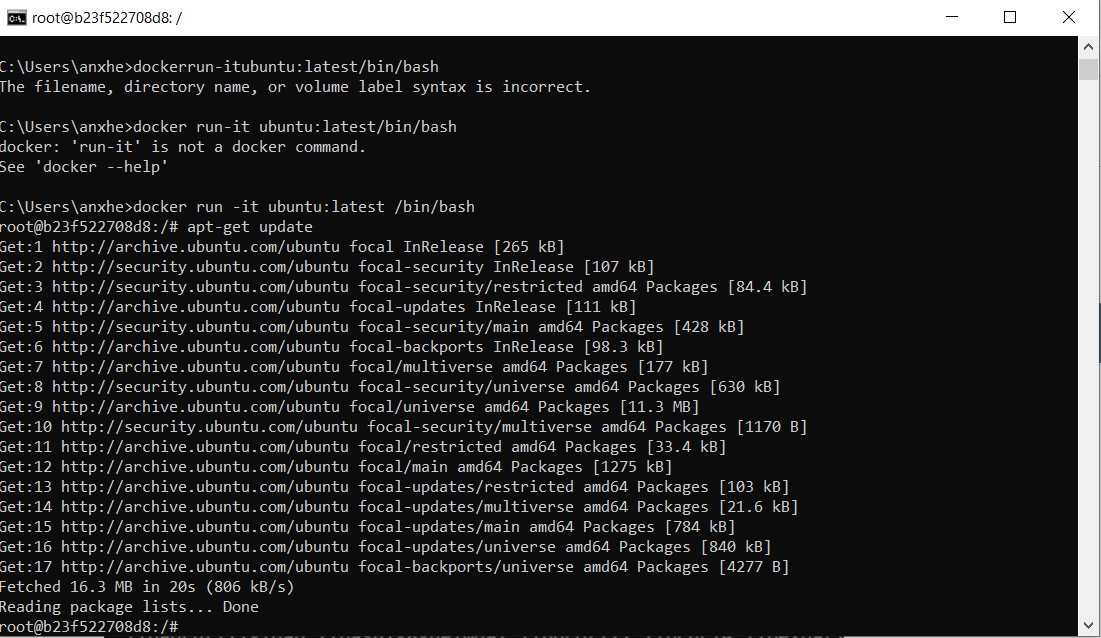 root@b23f522708d8: /
C:\Users\anxhe>dockerrun-itubuntu:latest/bin/bash
The filename, directory name, or volume label syntax is incorrect.
C:\Users\anxhe>docker run-it ubuntu:latest/bin/bash
docker: 'run-it' is not a docker command.
See 'docker --help'
C:\Users\anxhe>docker run -it ubuntu:latest /bin/bash
root@b23f522708d8:/# apt-get update
Get:1 http://archive.ubuntu.com/ubuntu focal InRelease [265 kB]
Get:2 http://security.ubuntu.com/ubuntu focal-security InRelease [107 kB]
Get:3 http://security.ubuntu.com/ubuntu focal-security/restricted amd64 Packages [84.4 kB]
Get:4 http://archive.ubuntu.com/ubuntu focal-updates InRelease [111 kB]
Get:5 http://security.ubuntu.com/ubuntu focal-security/main amd64 Packages [428 kB]
Get:6 http://archive.ubuntu.com/ubuntu focal-backports InRelease [98.3 kB]
Get:7 http://archive.ubuntu.com/ubuntu focal/multiverse amd64 Packages [177 kB]
Get:8 http://security.ubuntu.com/ubuntu focal-security/universe amd64 Packages [630 kB]
Get:9 http://archive.ubuntu.com/ubuntu focal/universe amd64 Packages [11.3 MB]
Get:10 http://security.ubuntu.com/ubuntu focal-security/multiverse amd64 Packages [1170 B]
Get:11 http://archive.ubuntu.com/ubuntu focal/restricted amd64 Packages [33.4 kB]
Get:12 http://archive.ubuntu.com/ubuntu focal/main amd64 Packages [1275 kB]
Get:13 http://archive.ubuntu.com/ubuntu focal-updates/restricted amd64 Packages [103 kB]
Get:14 http://archive.ubuntu.com/ubuntu focal-updates/multiverse amd64 Packages [21.6 kB]
Get:15 http://archive.ubuntu.com/ubuntu focal-updates/main amd64 Packages [784 kB]
Get:16 http://archive.ubuntu.com/ubuntu focal-updates/universe amd64 Packages [840 kB]
Get:17 http://archive.ubuntu.com/ubuntu focal-backports/universe amd64 Packages [4277 B]
Fetched 16.3 MB in 20s (806 kB/s)
Reading package lists... Done
root@b23f522708d8:/#